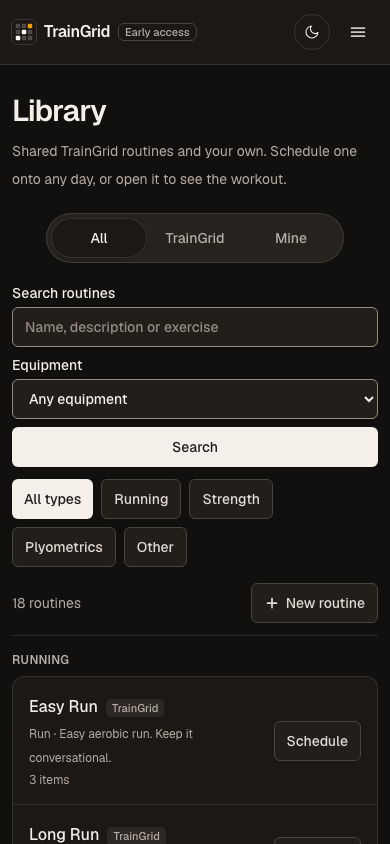 TrainGrid Early access
Library
Shared TrainGrid routines and your own. Schedule one
onto any day, or open it to see the workout.
All TrainGrid Mine
Search routines
Name, description or exercise
Equipment
Any equipment
Search
All types Running Strength
Plyometrics Other
18 routines + New routine
RUNNING
Easy Run TrainGrid
Run · Easy aerobic run. Keep it
conversational.
Schedule
3 items
Long Run TrainGrid